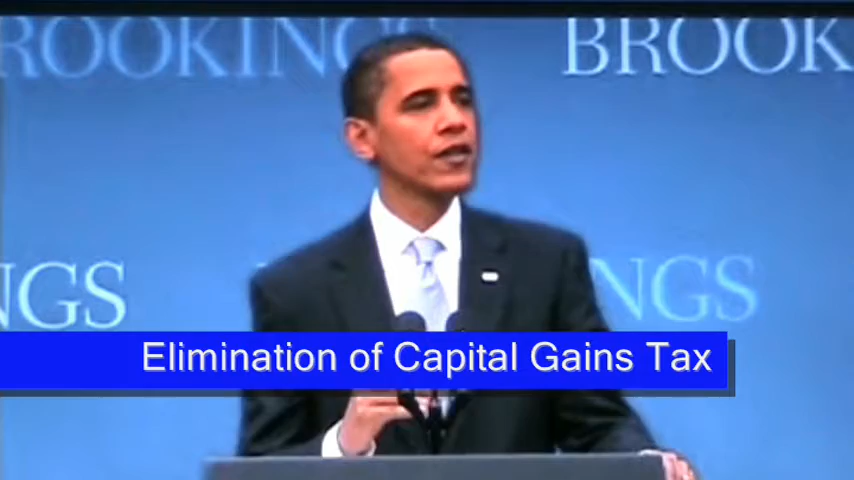 BROOKINGS
BROOKINGS
NGS
NGS
Elimination of Capital Gains Tax